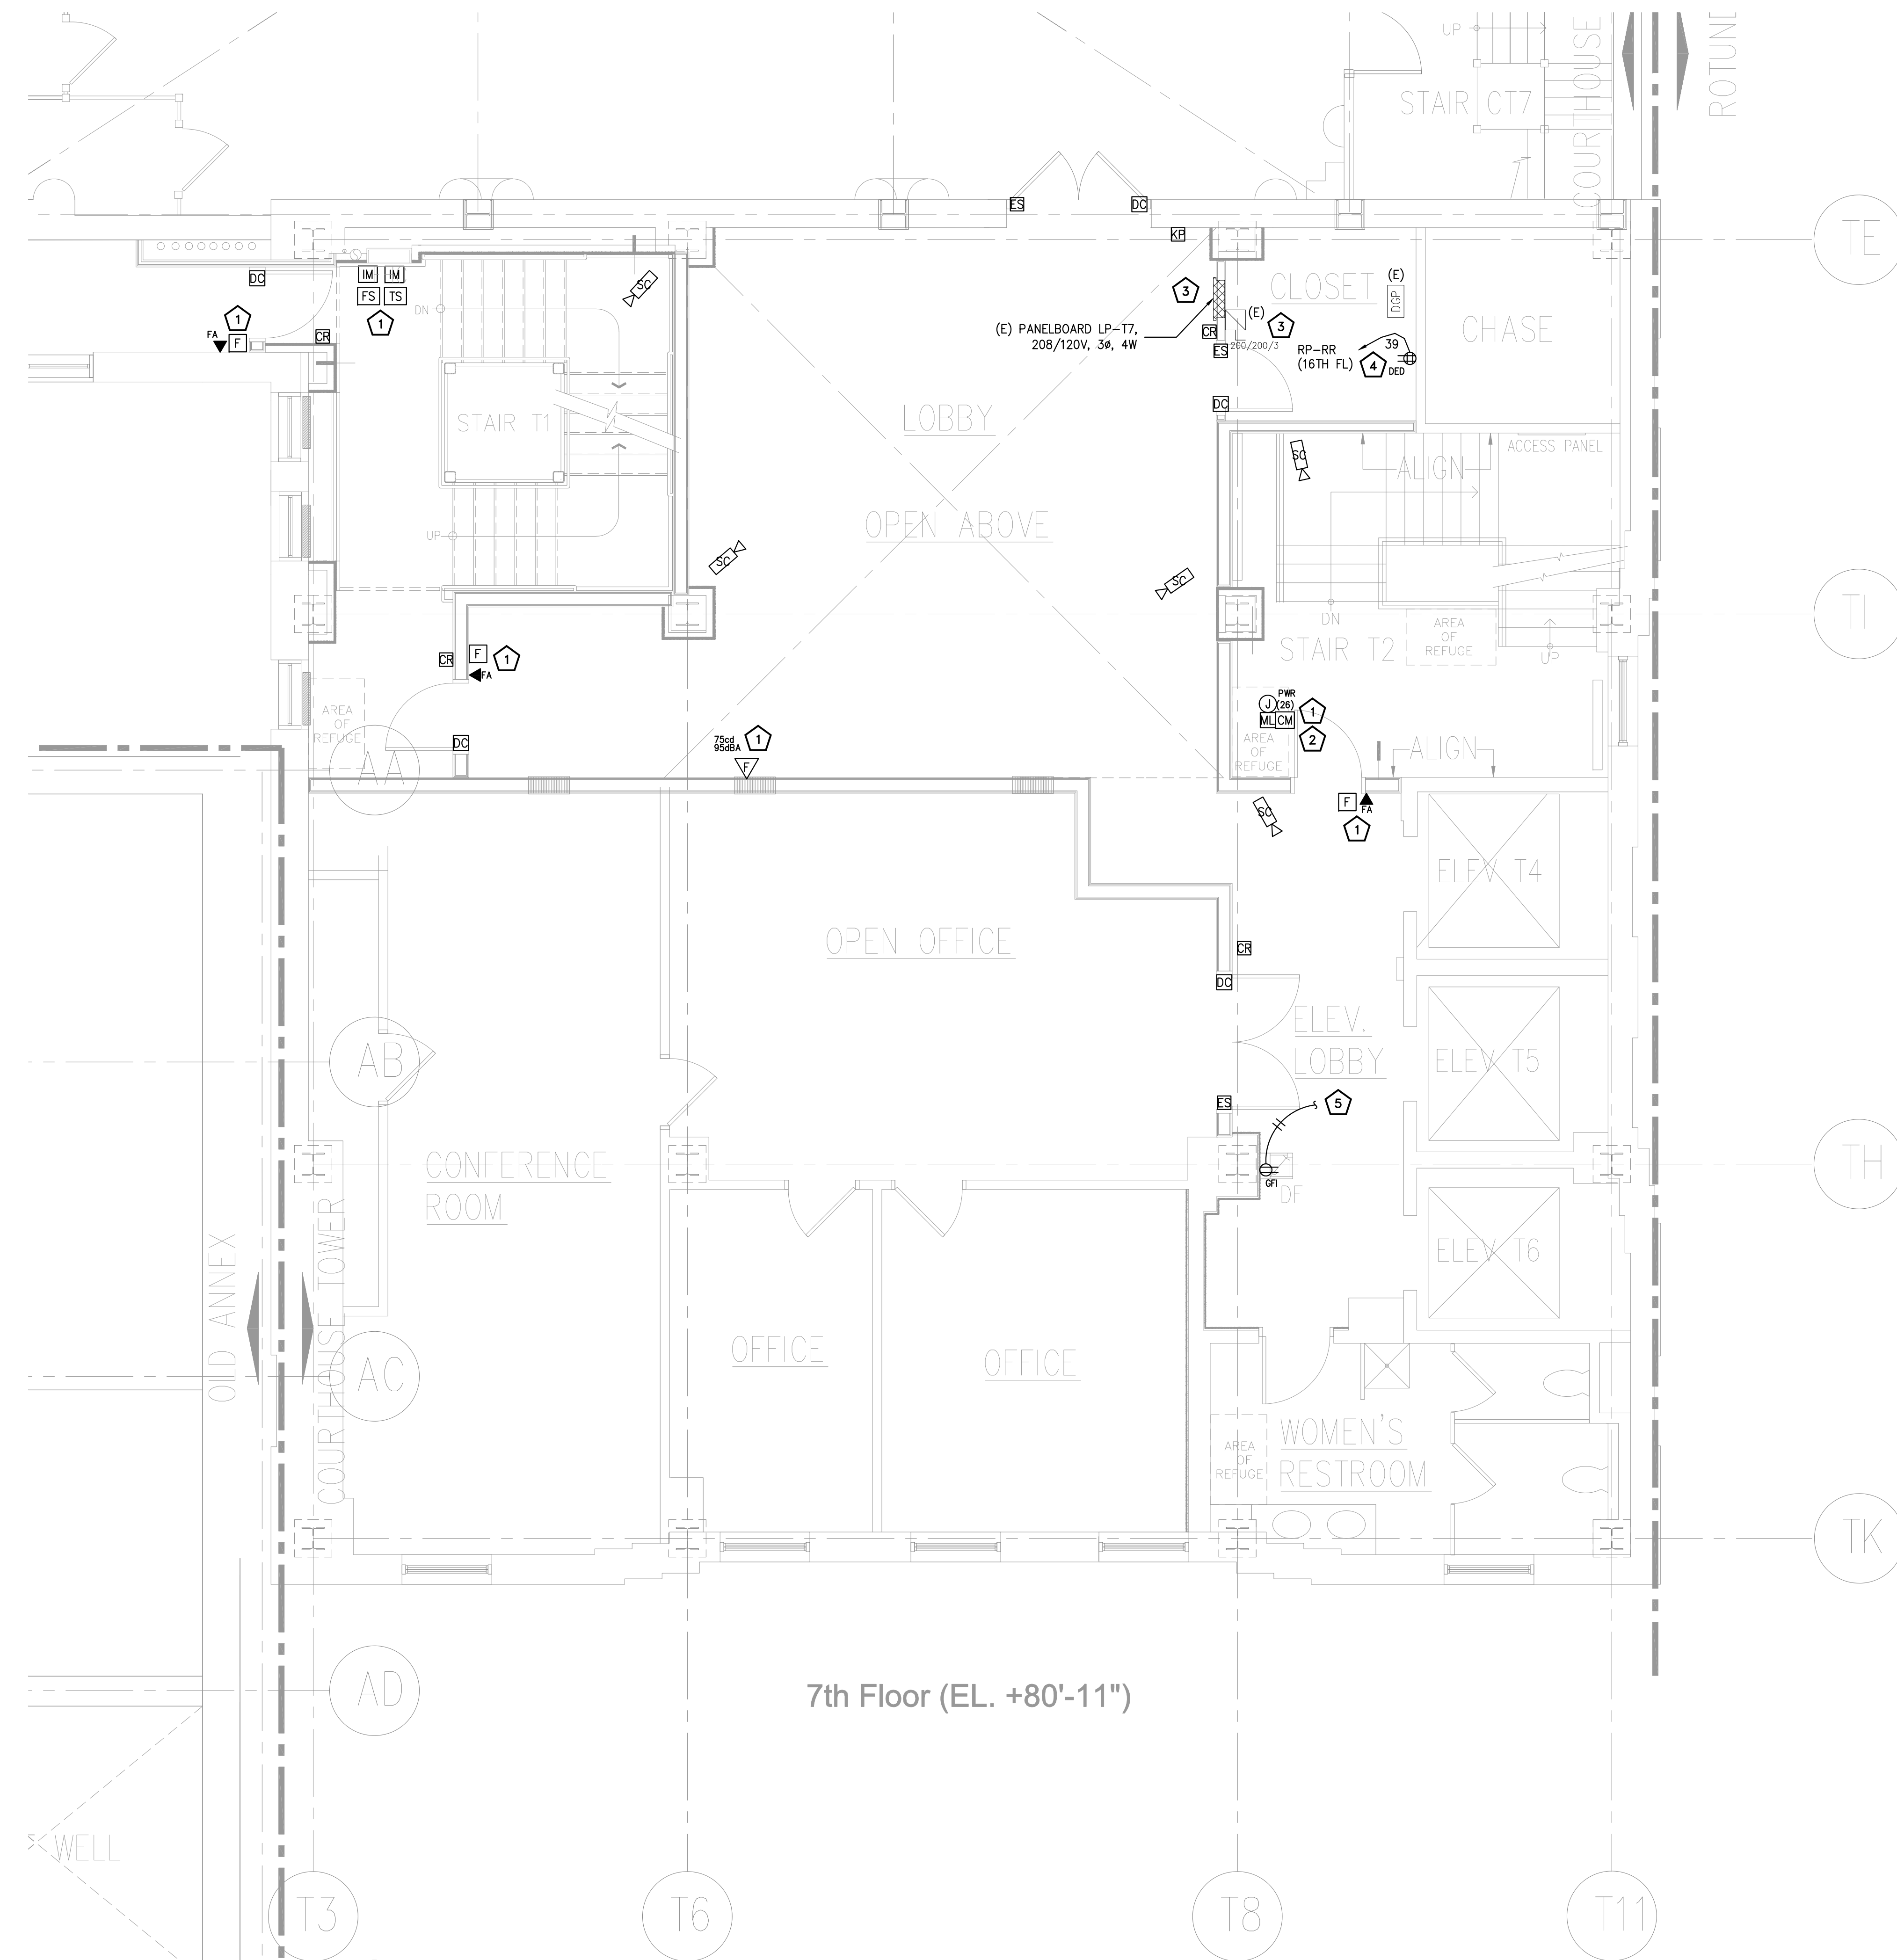 UP
STAIR CT7
COURTHOUSE
TE
ES
DC
KP
DC
IM
IM
FS
TS
1
1
FA
F
CR
SC
DN
STAIR T1
UP
3
CLOSET
(E)
DGP
(E)
3
CR
(E) PANELBOARD LP-T7,
208/120V, 3ø, 4W
ES
200/200/3
RP-RR
(16TH FL)
39
4
DED
CHASE
DC
LOBBY
OPEN ABOVE
SC
ALIGN
ACCESS PANEL
SC
SC
TI
DN
STAIR T2
AREA
OF
REFUGE
UP
CR
F
1
FA
AREA
OF
REFUGE
DC
75cd
95dBA
1
F
J
PWR
(26)
ML
CM
1
2
AREA
OF
REFUGE
ALIGN
AA
SC
F
FA
1
ELEV T4
OPEN OFFICE
CR
DC
ELEV.
LOBBY
ELEV T5
AB
ES
5
CONFERENCE
ROOM
GFI
DF
TH
OLD ANNEX
COURTHOUSE TOWER
ELEV T6
AC
OFFICE
OFFICE
AREA
OF
REFUGE
WOMEN'S
RESTROOM
TK
AD
7th Floor (EL. +80'-11")
WELL
T3
T6
T8
T11